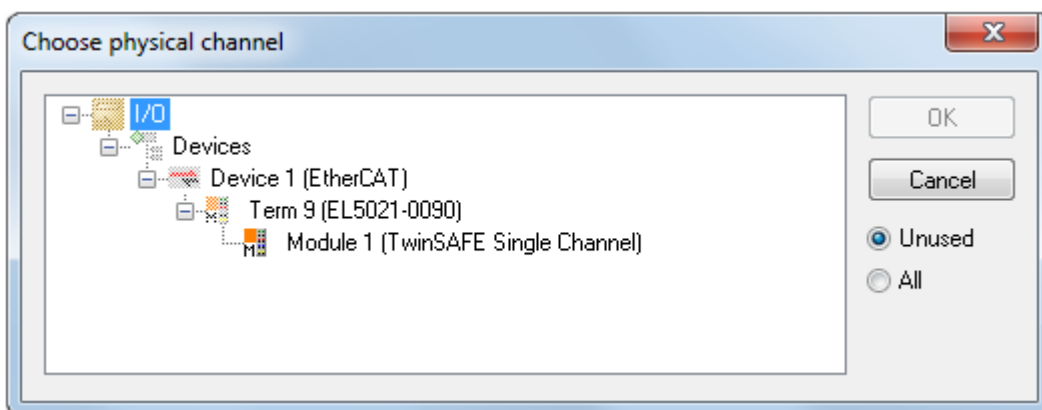 Choose physical channel
I/O
Devices
Device 1 (EtherCAT)
Term 9 (EL5021-0090)
Module 1 (TwinSAFE Single Channel)
OK
Cancel
Unused
All